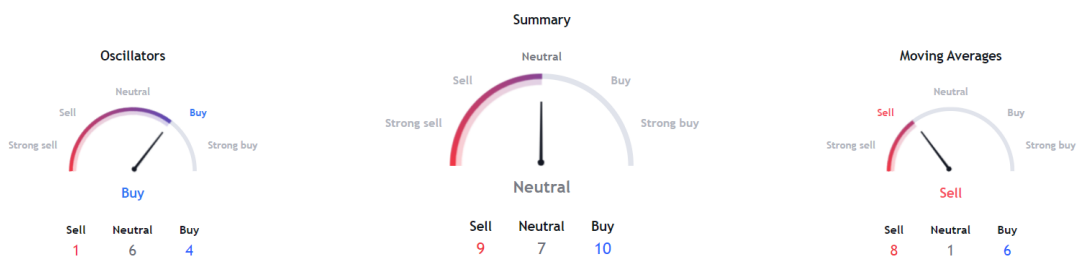 Summary
Neutral
Sell Buy
Strong sell Strong buy
Neutral
Sell Neutral Buy
9 7 10
Oscillators
Neutral
Sell Buy
Strong sell Strong buy
Buy
Sell Neutral Buy
1 6 4
Moving Averages
Neutral
Sell Buy
Strong sell Strong buy
Sell
Sell Neutral Buy
8 1 6